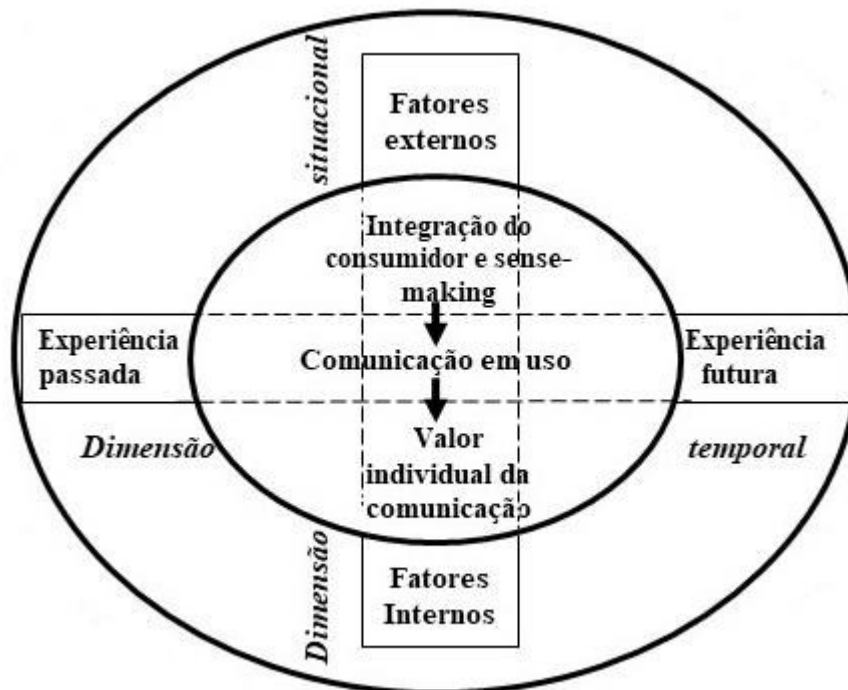 situacional
Fatores
externos
Integração do
consumidor e sense-
making
Experiência
passada
Comunicação em uso
Experiência
futura
Dimensão
temporal
Valor
individual da
comunicação
Dimensão
Fatores
Internos